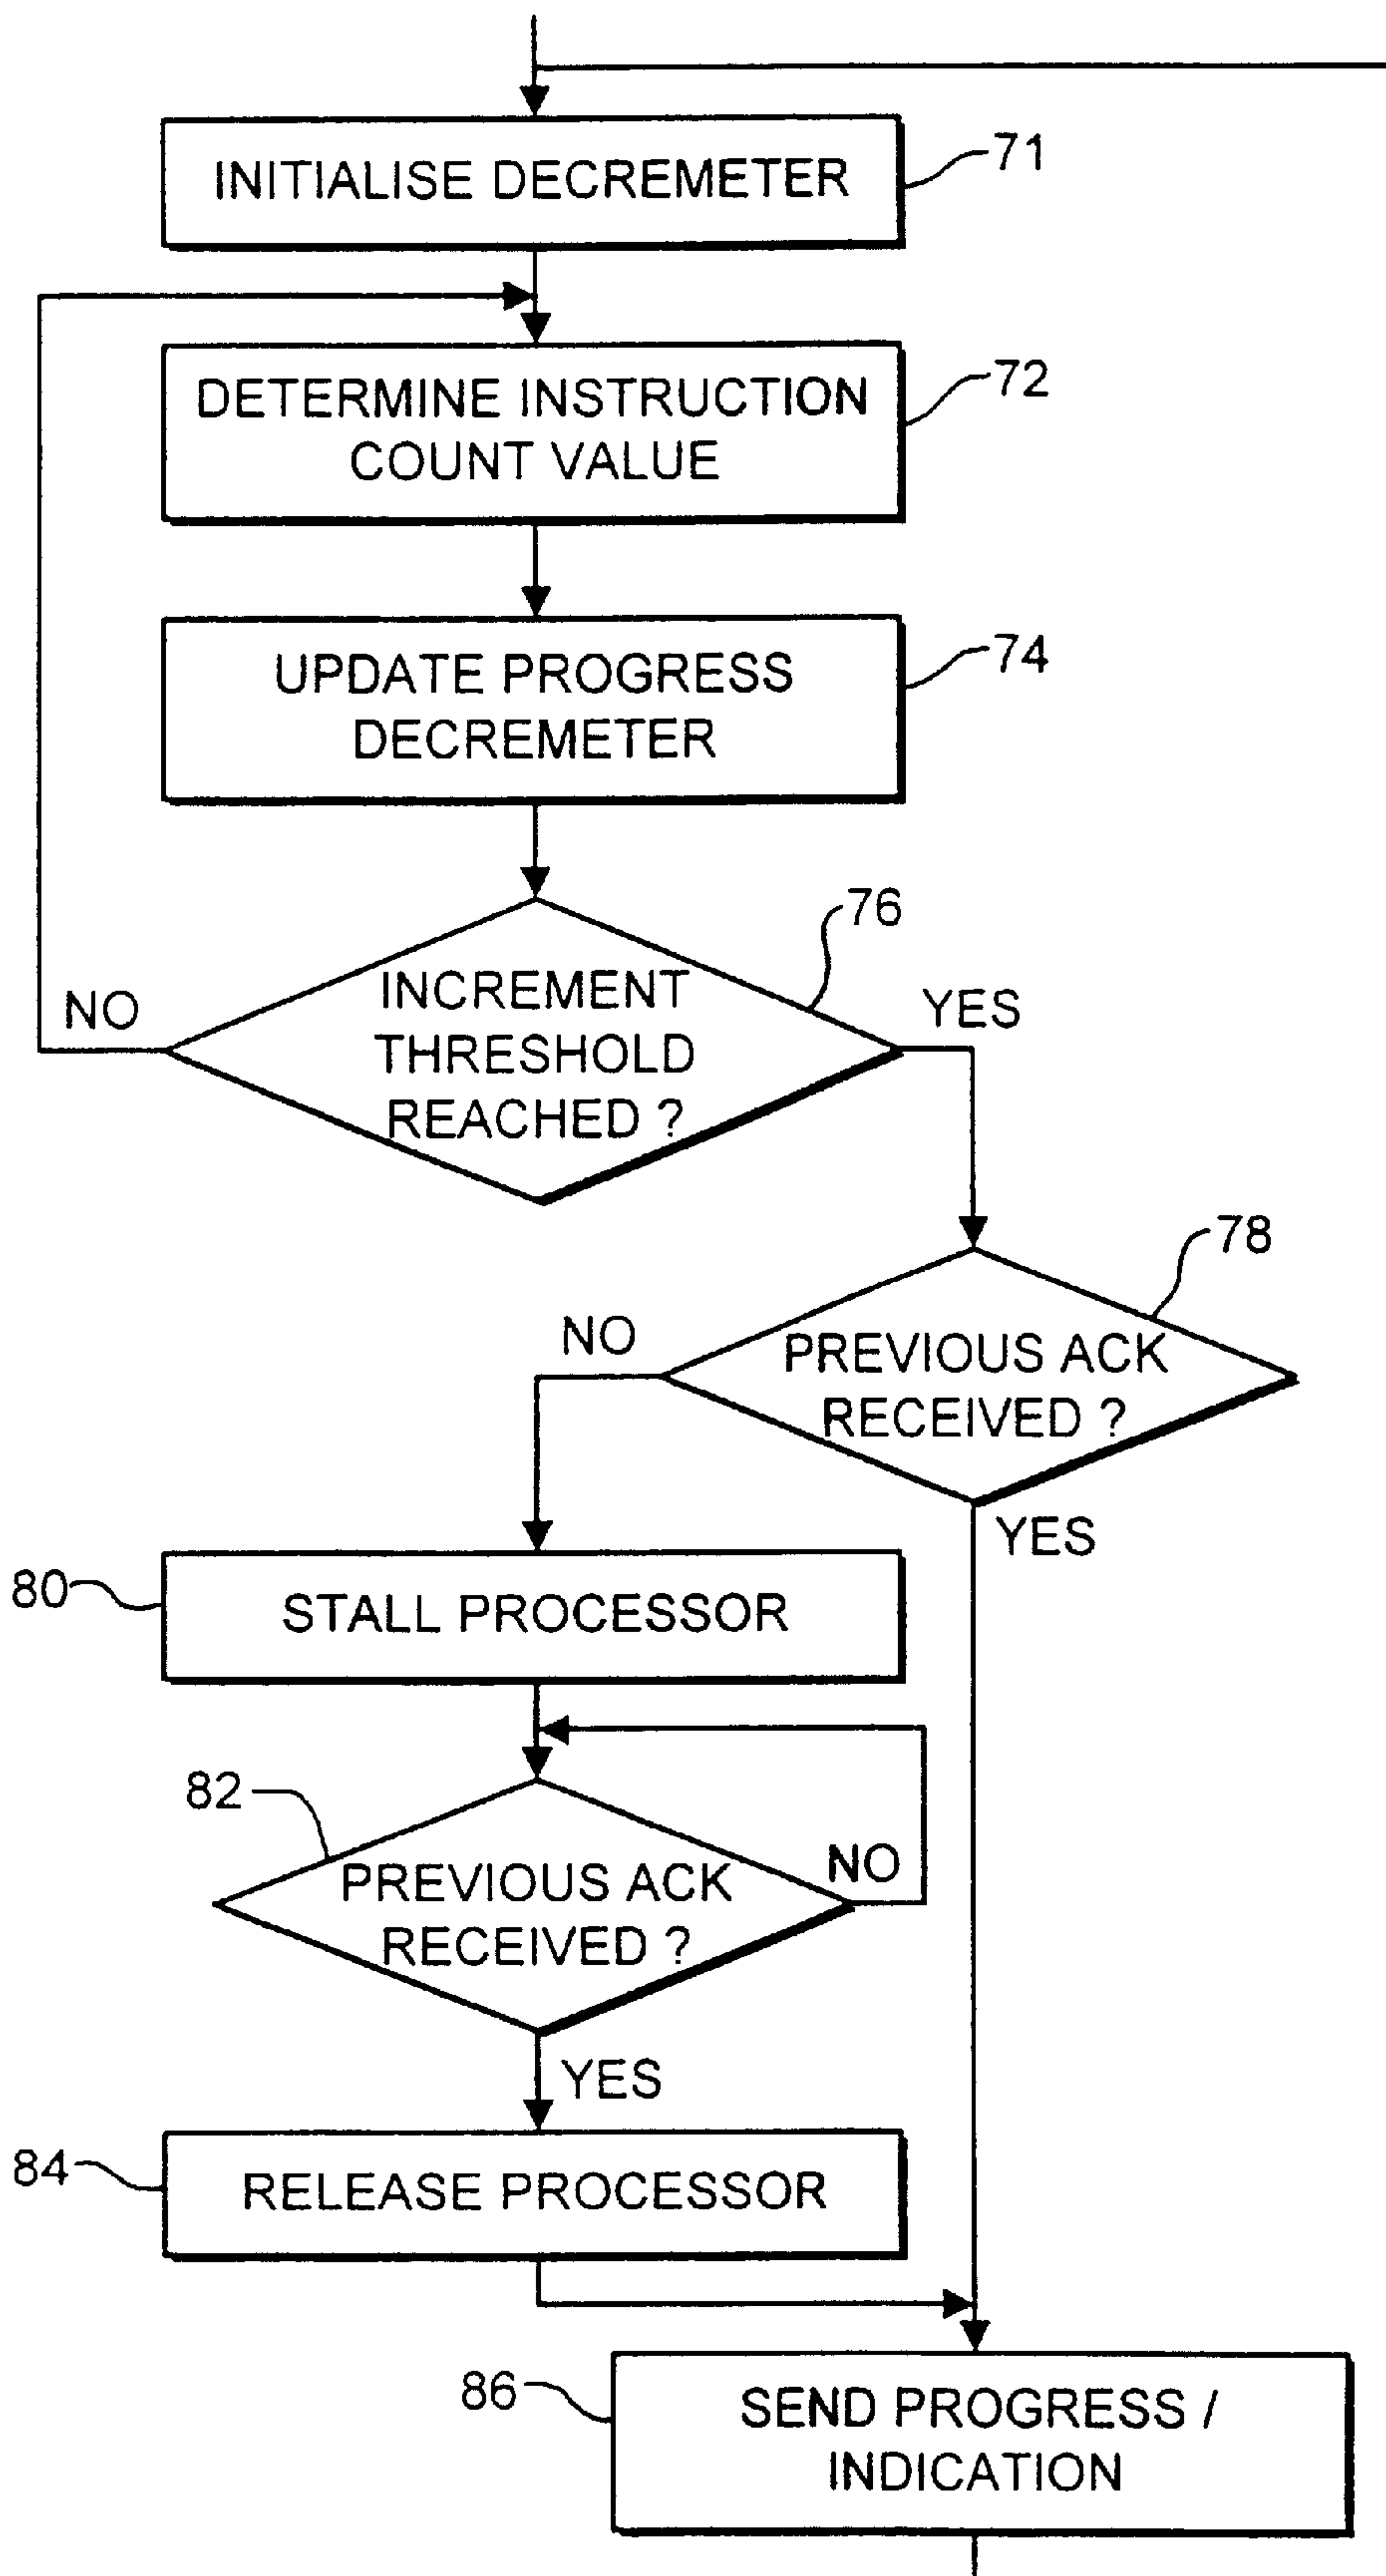 INITIALISE DECREMETER
71
DETERMINE INSTRUCTION
COUNT VALUE
72
UPDATE PROGRESS
DECREMETER
74
76
INCREMENT
THRESHOLD
REACHED ?
NO
YES
78
PREVIOUS ACK
RECEIVED ?
NO
YES
80
STALL PROCESSOR
82
PREVIOUS ACK
RECEIVED ?
NO
YES
84
RELEASE PROCESSOR
86
SEND PROGRESS /
INDICATION